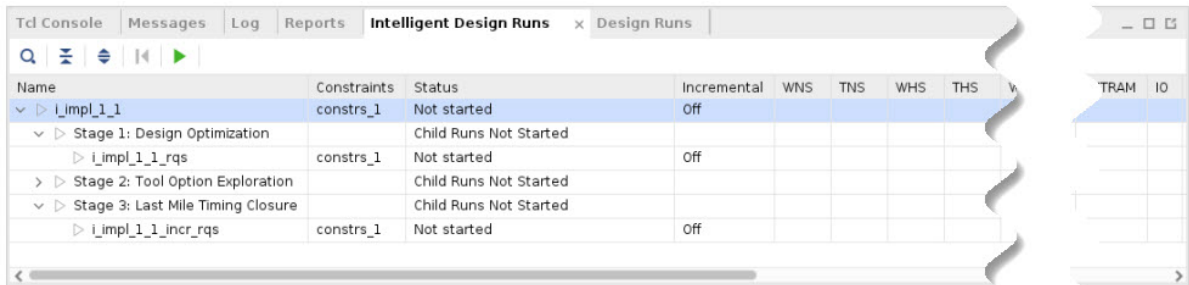 Tcl Console Messages Log Reports Intelligent Design Runs × Design Runs
Name Constraints Status Incremental WNS TNS WHS THS TRAM IO
i_impl_1_1 constrs_1 Not started Off
Stage 1: Design Optimization Child Runs Not Started
i_impl_1_1_rqs constrs_1 Not started Off
Stage 2: Tool Option Exploration Child Runs Not Started
Stage 3: Last Mile Timing Closure Child Runs Not Started
i_impl_1_1_incr_rqs constrs_1 Not started Off